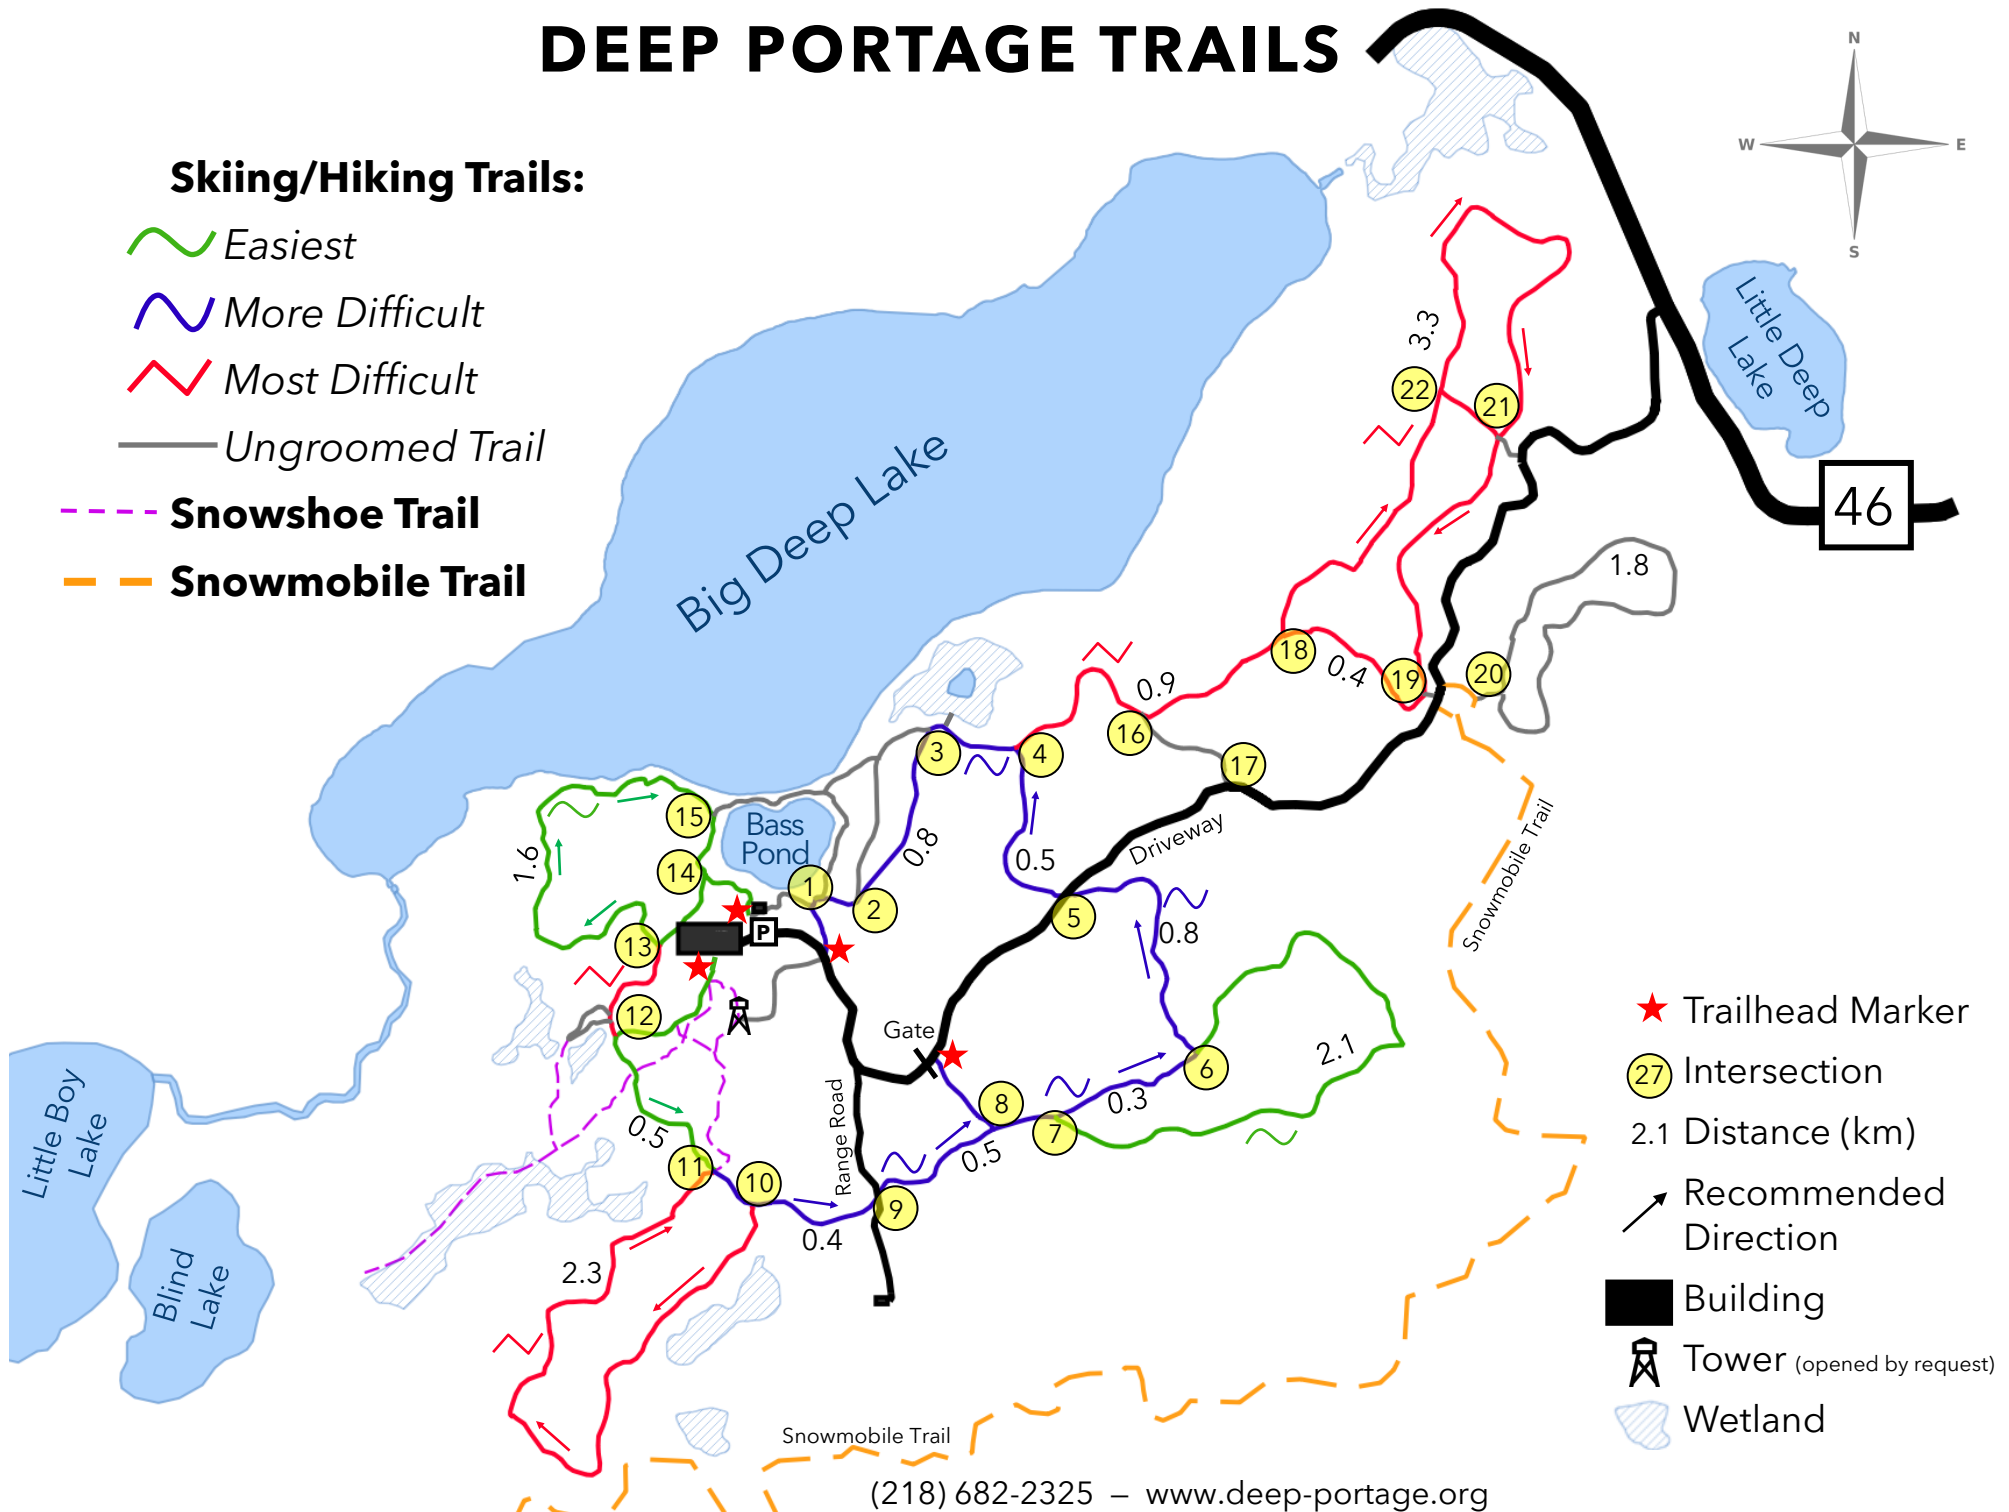 DEEP PORTAGE TRAILS
N
W
E
S
Skiing/Hiking Trails:
Easiest
More Difficult
Most Difficult
Ungroomed Trail
Snowshoe Trail
Snowmobile Trail
Big Deep Lake
Little Deep
Lake
46
3.3
22
21
1.8
18
0.4
19
20
0.9
16
17
3
4
15
Bass
Pond
14
1.6
1
2
0.8
0.5
Driveway
5
0.8
13
P
12
Snowmobile Trail
Gate
6
2.1
8
0.3
7
0.5
Range Road
0.5
11
10
9
0.4
2.3
Little Boy
Lake
Blind
Lake
Trailhead Marker
27 Intersection
2.1 Distance (km)
Recommended
Direction
Building
Tower (opened by request)
Wetland
Snowmobile Trail
(218) 682-2325 – www.deep-portage.org